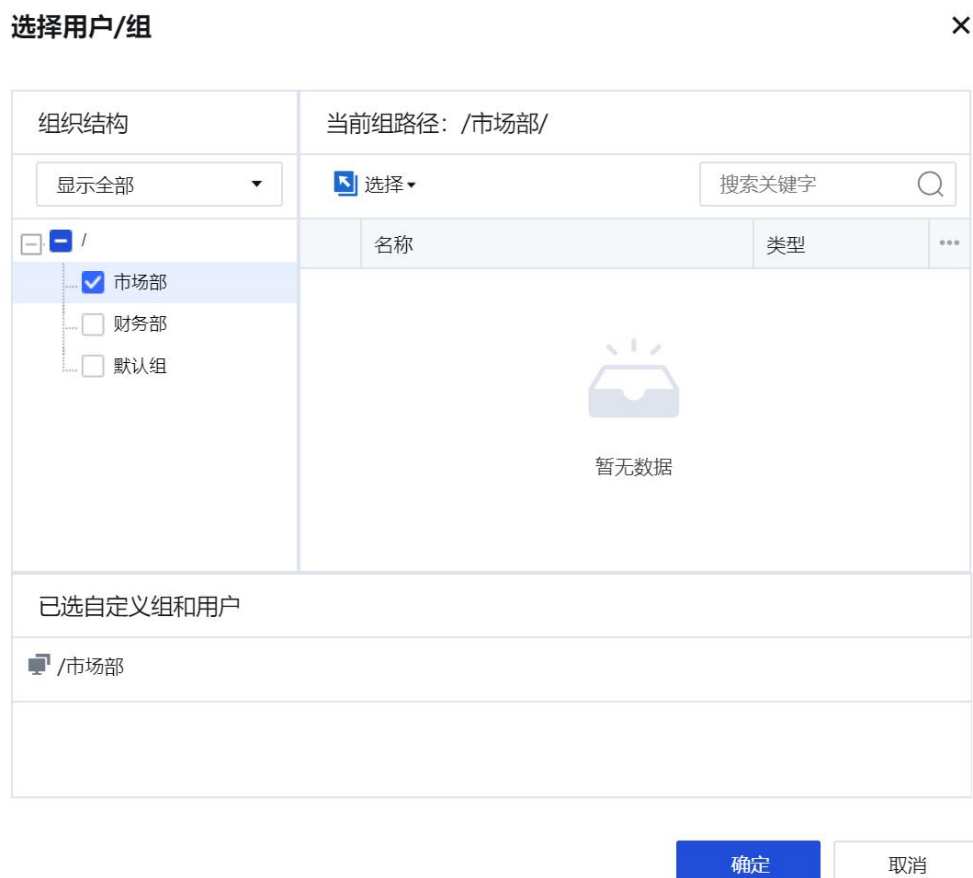 选择用户/组
组织结构
当前组路径：/市场部/
显示全部
选择
搜索关键字
/
名称
类型
市场部
财务部
默认组
暂无数据
已选自定义组和用户
/市场部
确定
取消